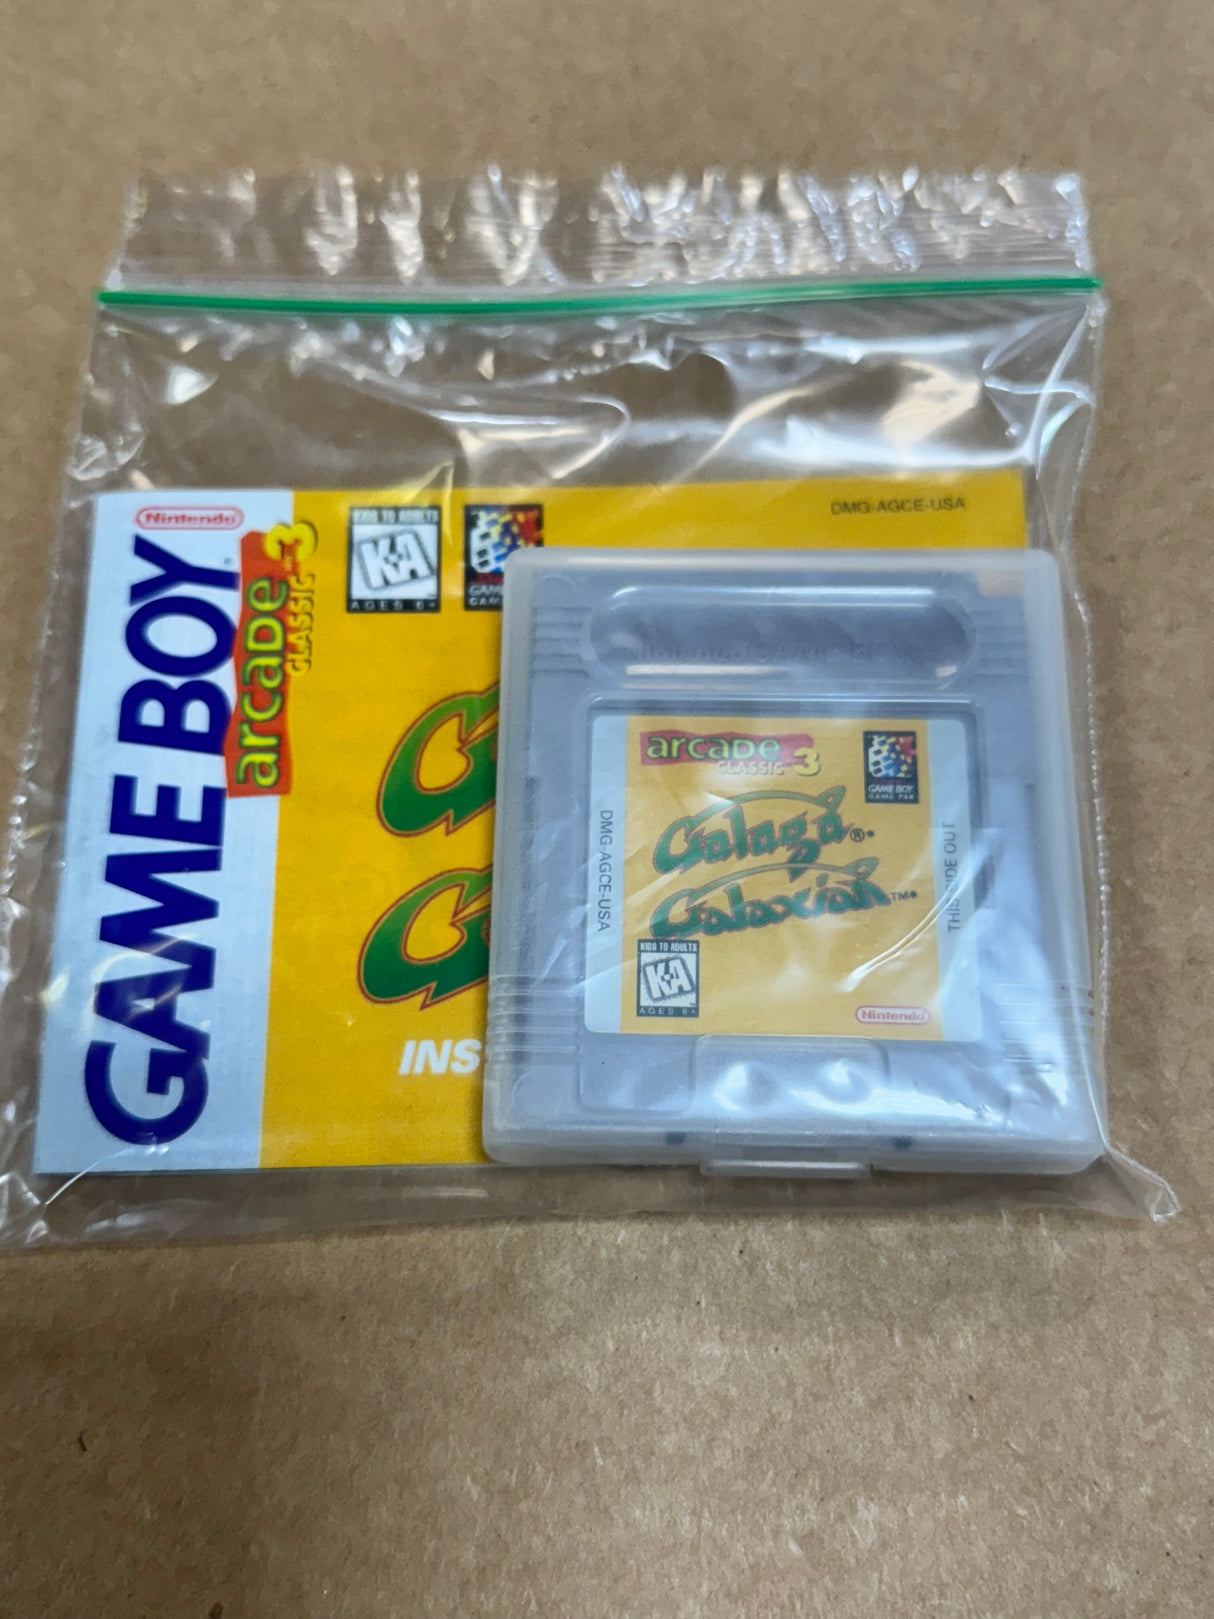 Nintendo
GAME BOY
arcade
CLASSIC 3
KIDS TO ADULTS
K-A
AGES 6+
DMG-AGCE-USA
INS
arcade
CLASSIC 3
GAME BOY
GAME PAK
Galaga®*
Galaxian™*
DMG-AGCE-USA
THIS SIDE OUT
KIDS TO ADULTS
K-A
AGES 6+
Nintendo